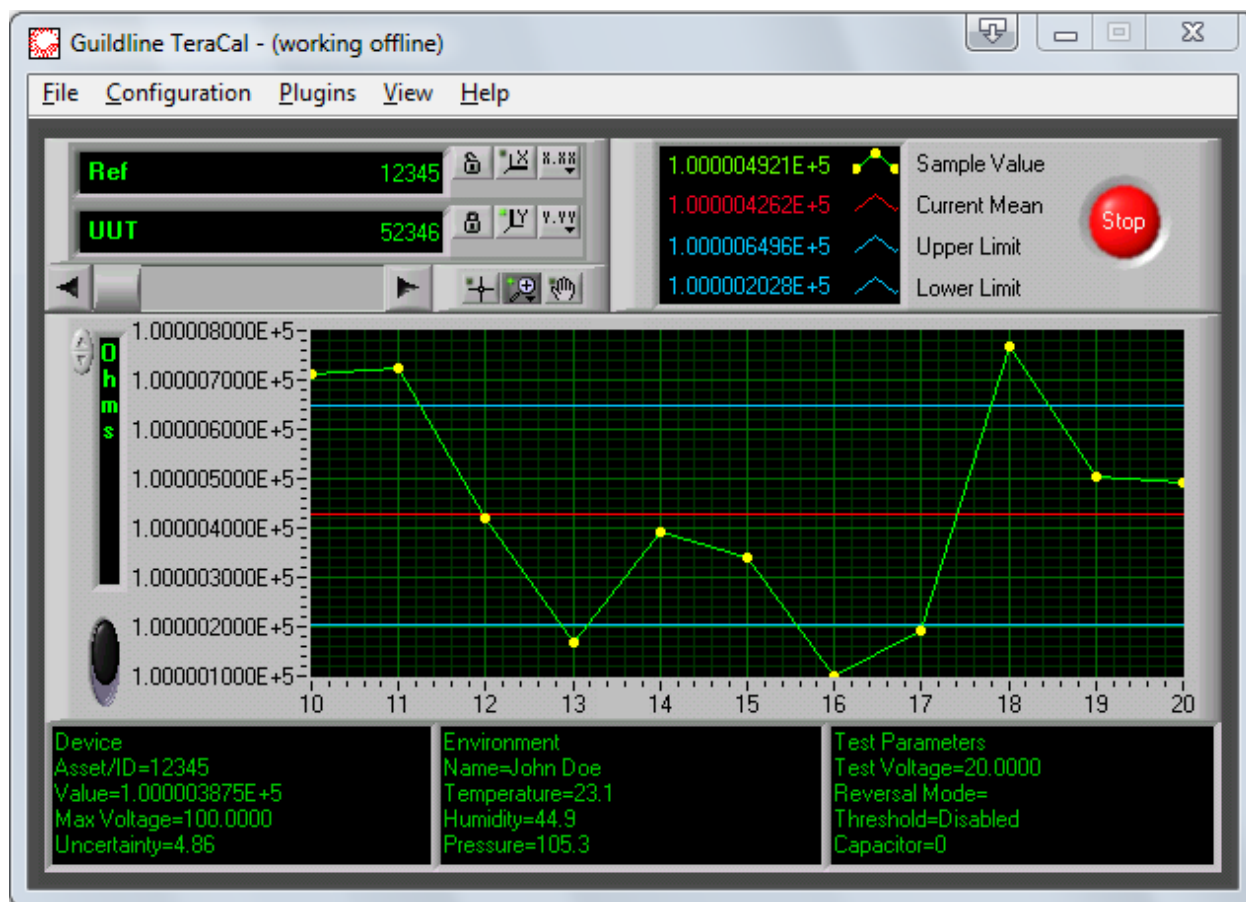 Guildline TeraCal - (working offline)
File Configuration Plugins View Help
Ref 12345
UUT 52346
X X.XX
Y Y.YY
1.000004921E+5 Sample Value
1.000004262E+5 Current Mean
1.000006496E+5 Upper Limit
1.000002028E+5 Lower Limit
Stop
Ohms
1.000008000E+5
1.000007000E+5
1.000006000E+5
1.000005000E+5
1.000004000E+5
1.000003000E+5
1.000002000E+5
1.000001000E+5
10 11 12 13 14 15 16 17 18 19 20
Device
Asset/ID=12345
Value=1.000003875E+5
Max Voltage=100.0000
Uncertainty=4.86
Environment
Name=John Doe
Temperature=23.1
Humidity=44.9
Pressure=105.3
Test Parameters
Test Voltage=20.0000
Reversal Mode=
Threshold=Disabled
Capacitor=0